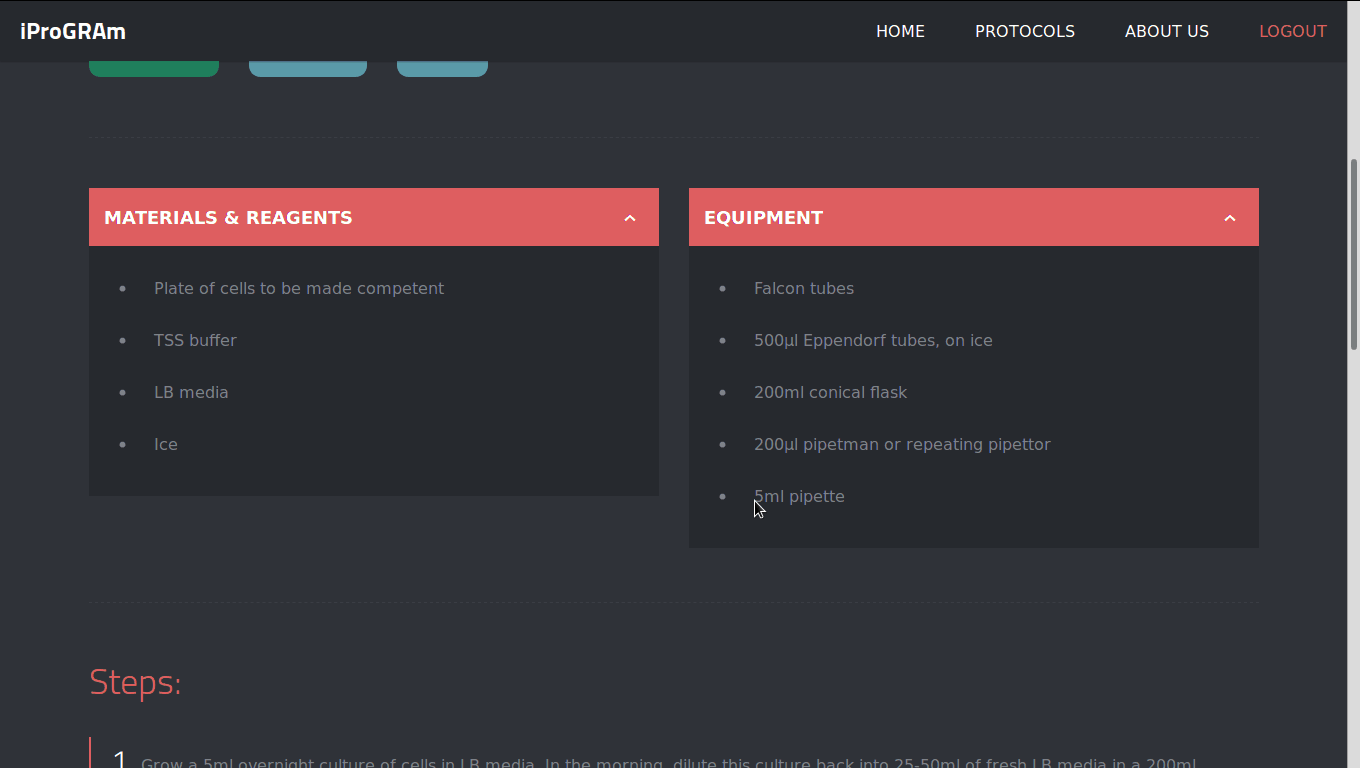 iProGRAm
HOME PROTOCOLS ABOUT US LOGOUT
MATERIALS & REAGENTS
• Plate of cells to be made competent
• TSS buffer
• LB media
• Ice
EQUIPMENT
• Falcon tubes
• 500µl Eppendorf tubes, on ice
• 200ml conical flask
• 200µl pipetman or repeating pipettor
• 5ml pipette
Steps:
1 Grow a 5ml overnight culture of cells in LB media. In the morning, dilute this culture back into 25-50ml of fresh LB media in a 200ml